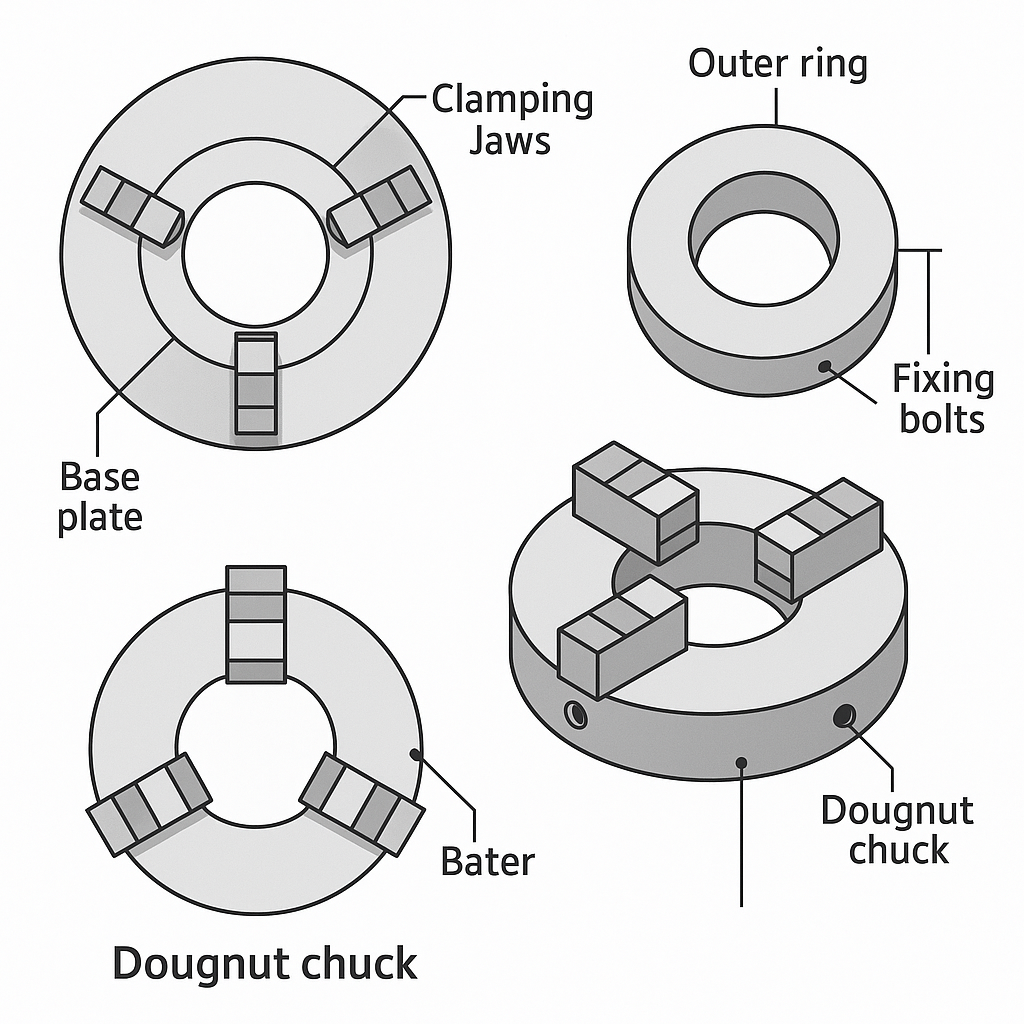 Outer ring
Clamping
Jaws
Fixing
bolts
Base
plate
Dougnut
chuck
Bater
Dougnut chuck